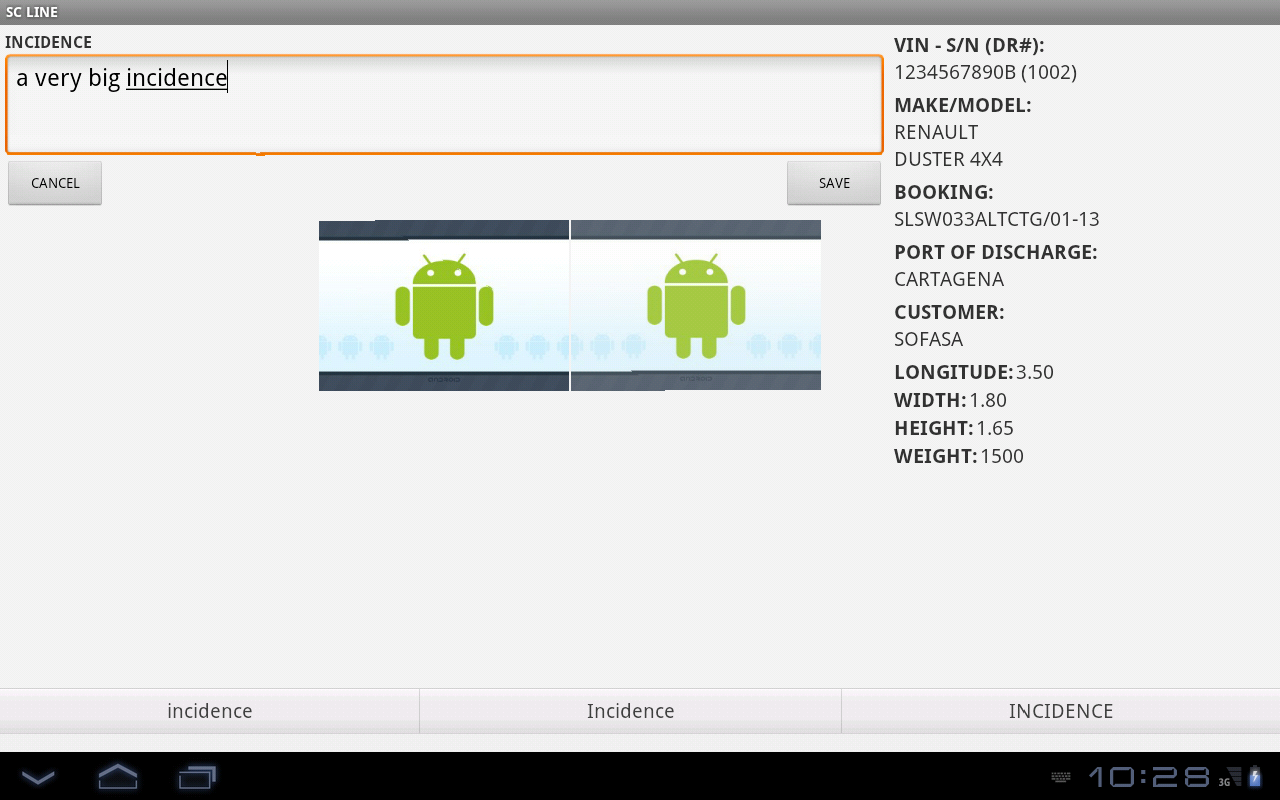 SC LINE
INCIDENCE
a very big incidence
CANCEL
SAVE
VIN - S/N (DR#):
1234567890B (1002)
MAKE/MODEL:
RENAULT
DUSTER 4X4
BOOKING:
SLSW033ALTCTG/01-13
PORT OF DISCHARGE:
CARTAGENA
CUSTOMER:
SOFASA
LONGITUDE: 3.50
WIDTH: 1.80
HEIGHT: 1.65
WEIGHT: 1500
incidence
Incidence
INCIDENCE
10:28
3G